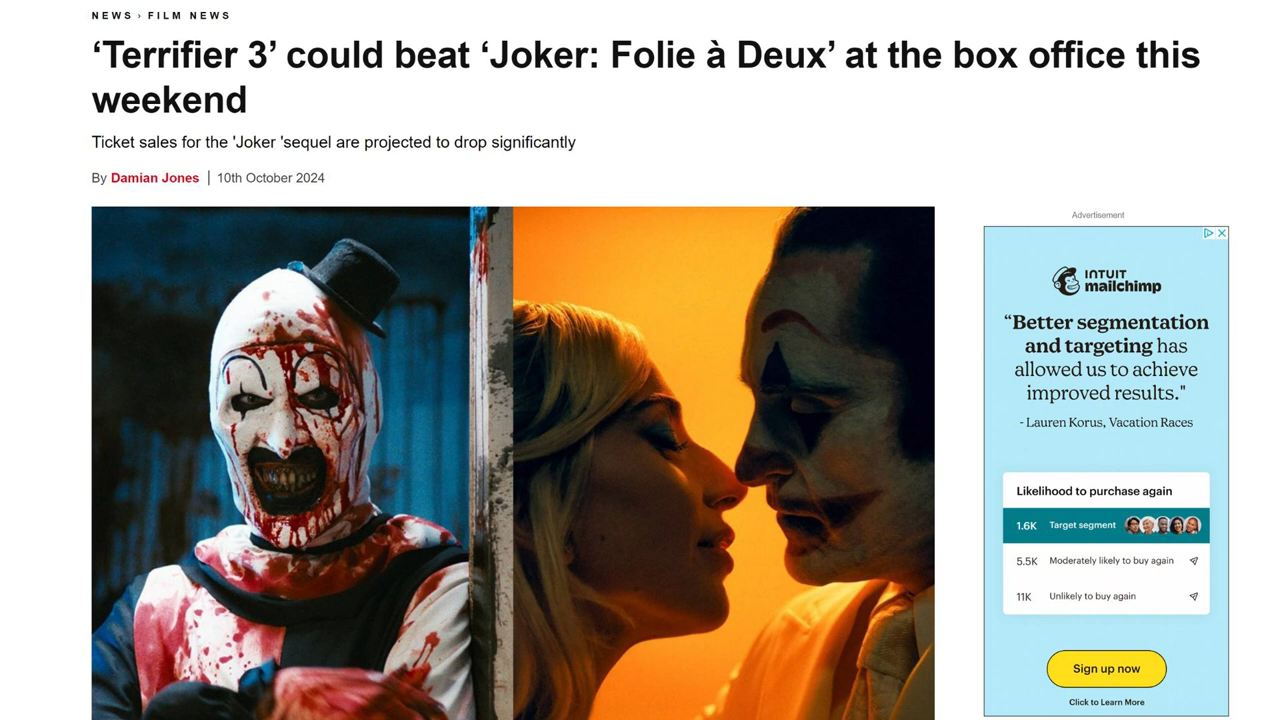 NEWS › FILM NEWS
‘Terrifier 3’ could beat ‘Joker: Folie à Deux’ at the box office this
weekend
Ticket sales for the 'Joker 'sequel are projected to drop significantly
By Damian Jones | 10th October 2024
Advertisement
INTUIT
mailchimp
“Better segmentation
and targeting has
allowed us to achieve
improved results."
- Lauren Korus, Vacation Races
Likelihood to purchase again
1.6K Target segment
5.5K Moderately likely to buy again
11K Unlikely to buy again
Sign up now
Click to Learn More